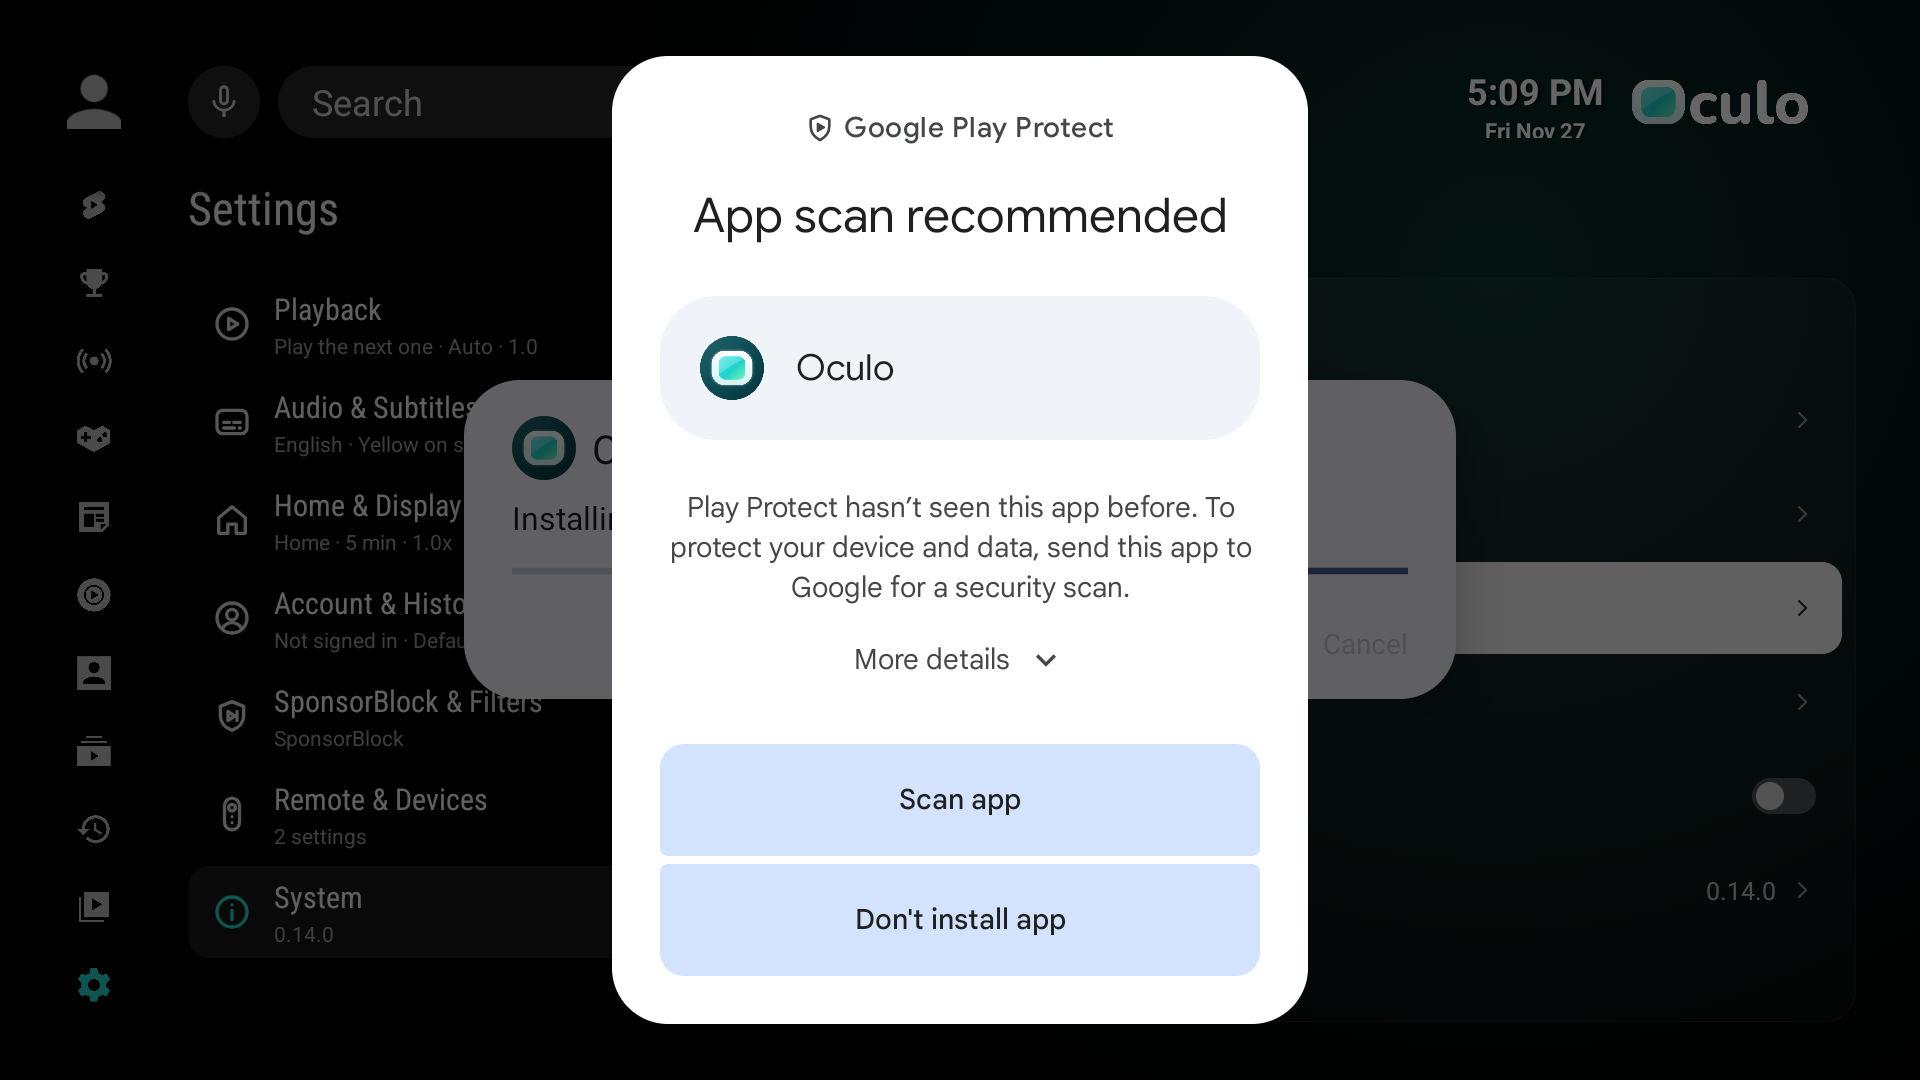 Search
5:09 PM
Fri Nov 27
Oculo
Settings
Playback
Play the next one · Auto · 1.0
Audio & Subtitles
English · Yellow on
Home & Display
Home · 5 min · 1.0x
Account &
Not signed in ·
SponsorBlock & Filters
SponsorBlock
Remote & Devices
2 settings
System
0.14.0
0.14.0
Cancel
Google Play Protect
App scan recommended
Oculo
Play Protect hasn’t seen this app before. To
protect your device and data, send this app to
Google for a security scan.
More details
Scan app
Don't install app